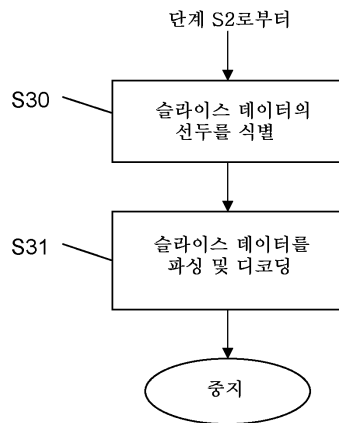 단계 S2로부터
S30
슬라이스 데이터의
선두를 식별
S31
슬라이스 데이터를
파싱 및 디코딩
중지